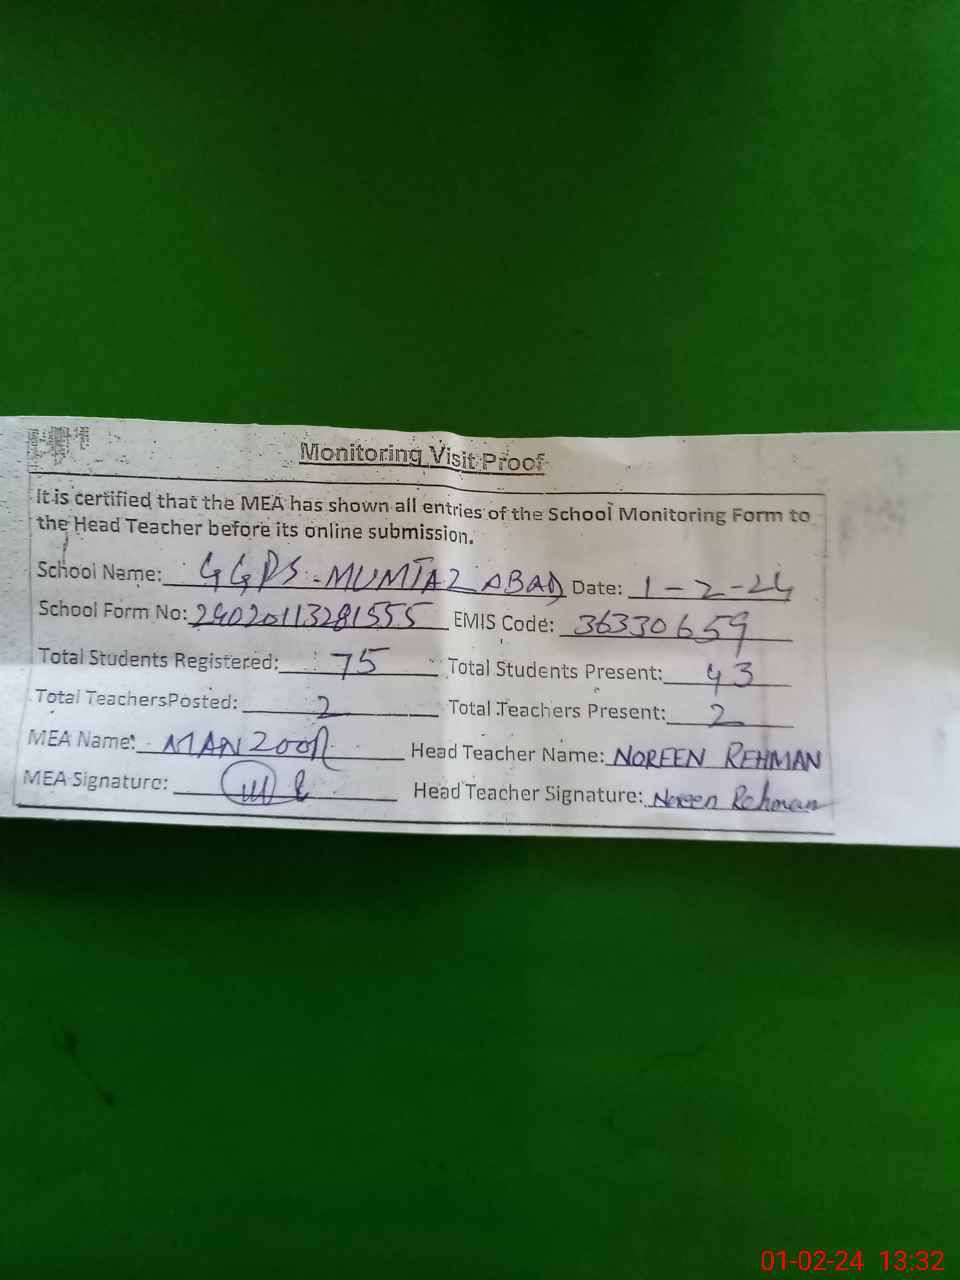 Monitoring Visit Proof
It is certified that the MEA has shown all entries of the School Monitoring Form to
the Head Teacher before its online submission.
School Name: GGPS-MUMTAZ ABAD Date: 1-2-24
School Form No: 24020113281555 EMIS Code: 36330659
Total Students Registered: 75 Total Students Present: 43
Total TeachersPosted: 2 Total Teachers Present: 2
MEA Name: MANZOOR Head Teacher Name: NOREEN REHMAN
MEA Signature: Head Teacher Signature: Noreen Rehman
01-02-24 13:32